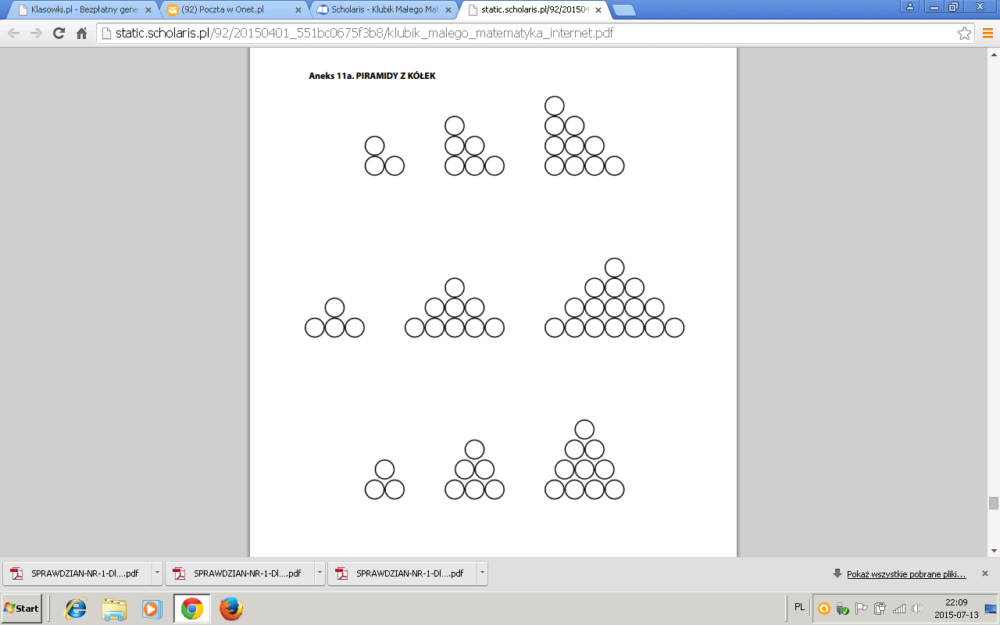 Klasowki.pl - Bezpłatny gene
(92) Poczta w Onet.pl
Scholaris - Klubik Małego Mat
static.scholaris.pl/92/20150
static.scholaris.pl/92/20150401_551bc0675f3b8/klubik_malego_matematyka_internet.pdf
Aneks 11a. PIRAMIDY Z KÓŁEK
SPRAWDZIAN-NR-1-Dl....pdf
SPRAWDZIAN-NR-1-Dl....pdf
SPRAWDZIAN-NR-1-Dl....pdf
Pokaż wszystkie pobrane pliki...
Start
PL
22:09
2015-07-13